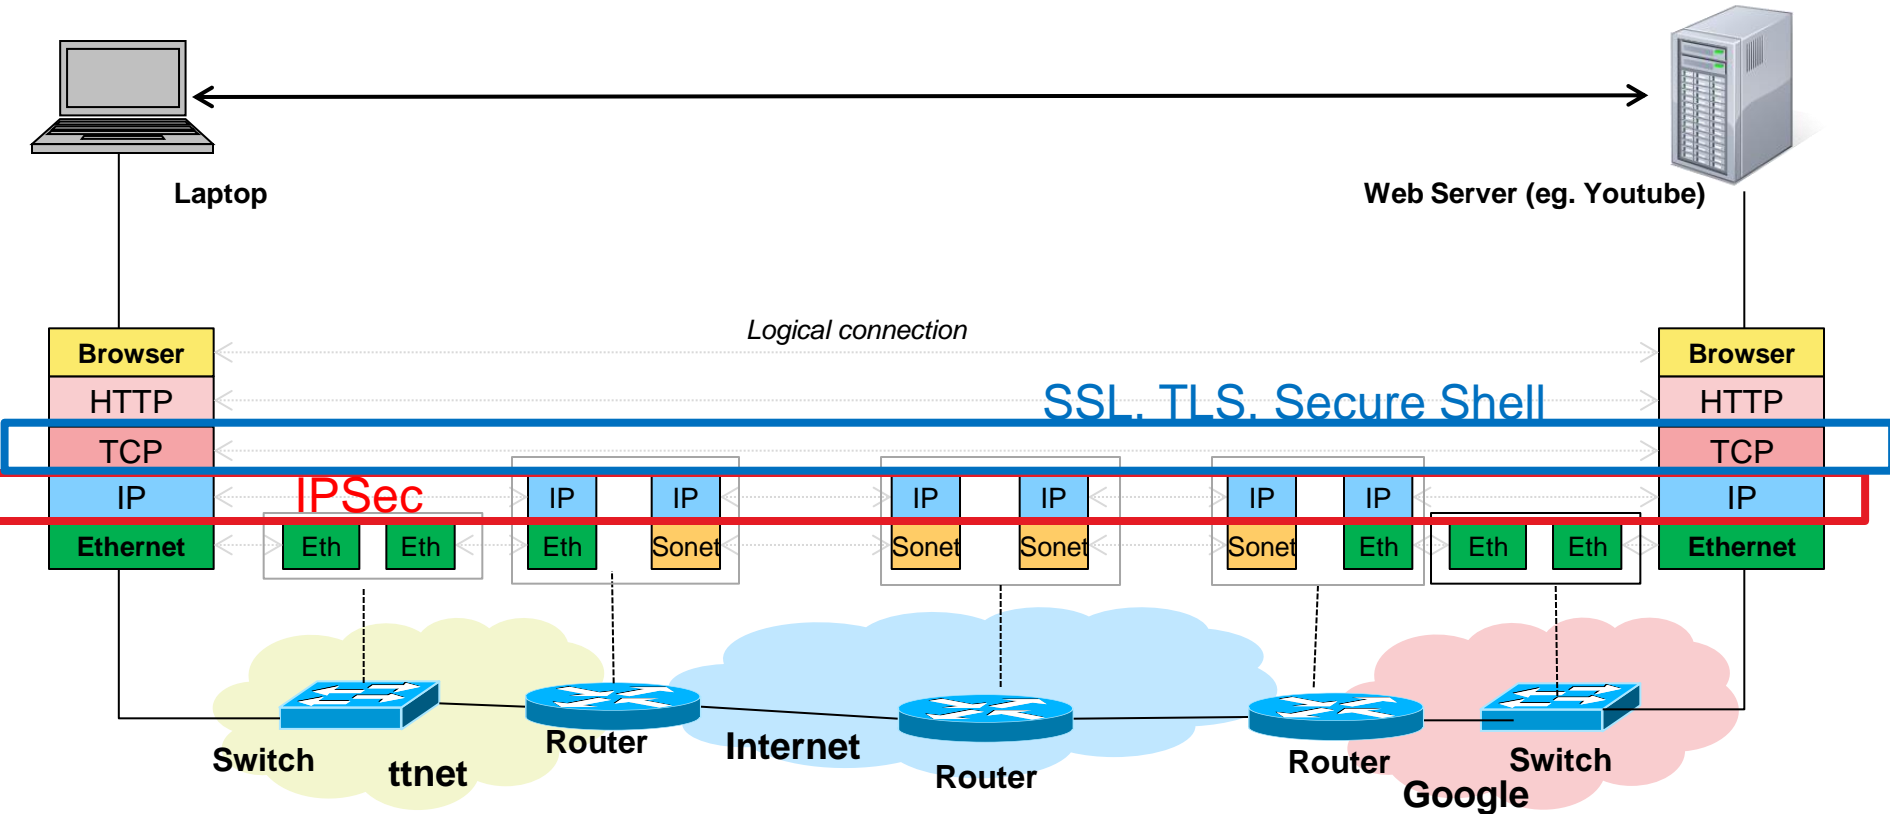 Laptop
Web Server (eg. Youtube)
Logical connection
Browser
Browser
HTTP
SSL, TLS, Secure Shell
HTTP
TCP
TCP
IP
IPSec
IP
IP
IP
IP
IP
IP
IP
Ethernet
Eth
Eth
Eth
Sonet
Sonet
Sonet
Sonet
Eth
Eth
Eth
Ethernet
Switch
ttnet
Router
Internet
Router
Router
Switch
Google